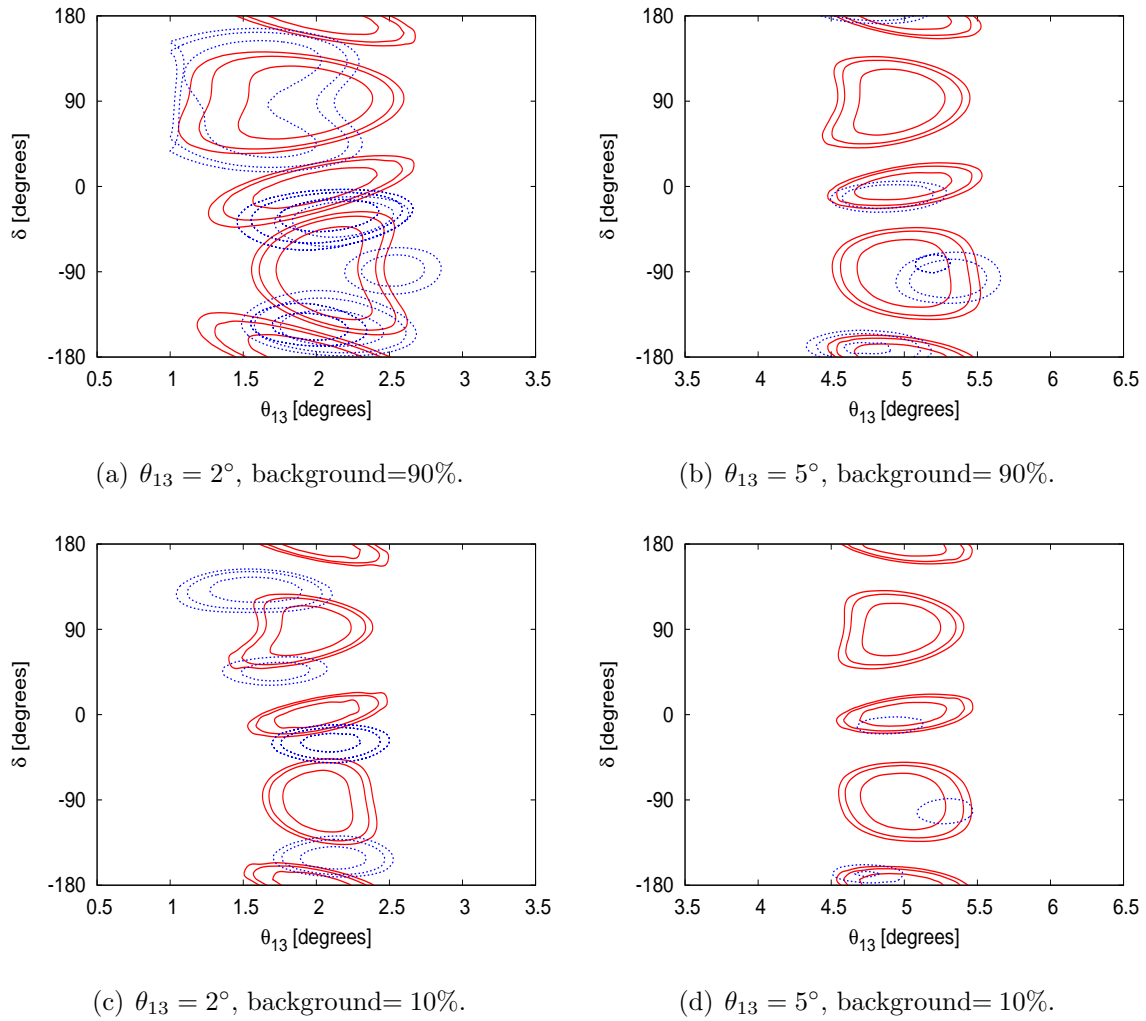 180
90
0
-90
-180
δ [degrees]
0.5 1 1.5 2 2.5 3 3.5
θ13 [degrees]
(a) θ13 = 2°, background=90%.
180
90
0
-90
-180
δ [degrees]
3.5 4 4.5 5 5.5 6 6.5
θ13 [degrees]
(b) θ13 = 5°, background= 90%.
180
90
0
-90
-180
δ [degrees]
0.5 1 1.5 2 2.5 3 3.5
θ13 [degrees]
(c) θ13 = 2°, background= 10%.
180
90
0
-90
-180
δ [degrees]
3.5 4 4.5 5 5.5 6 6.5
θ13 [degrees]
(d) θ13 = 5°, background= 10%.